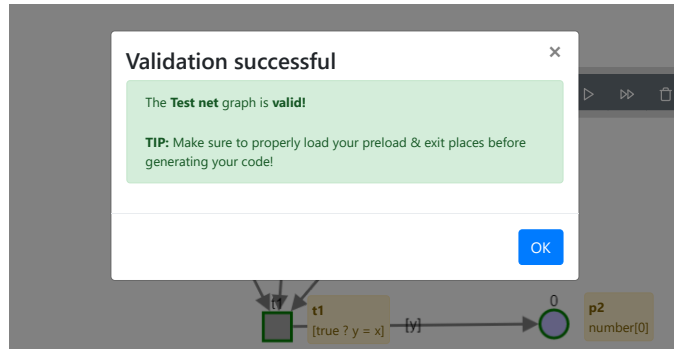 Validation successful
×
The Test net graph is valid!
TIP: Make sure to properly load your preload & exit places before
generating your code!
OK
t1
t1
[true ? y = x]
[y]
0
p2
number[0]